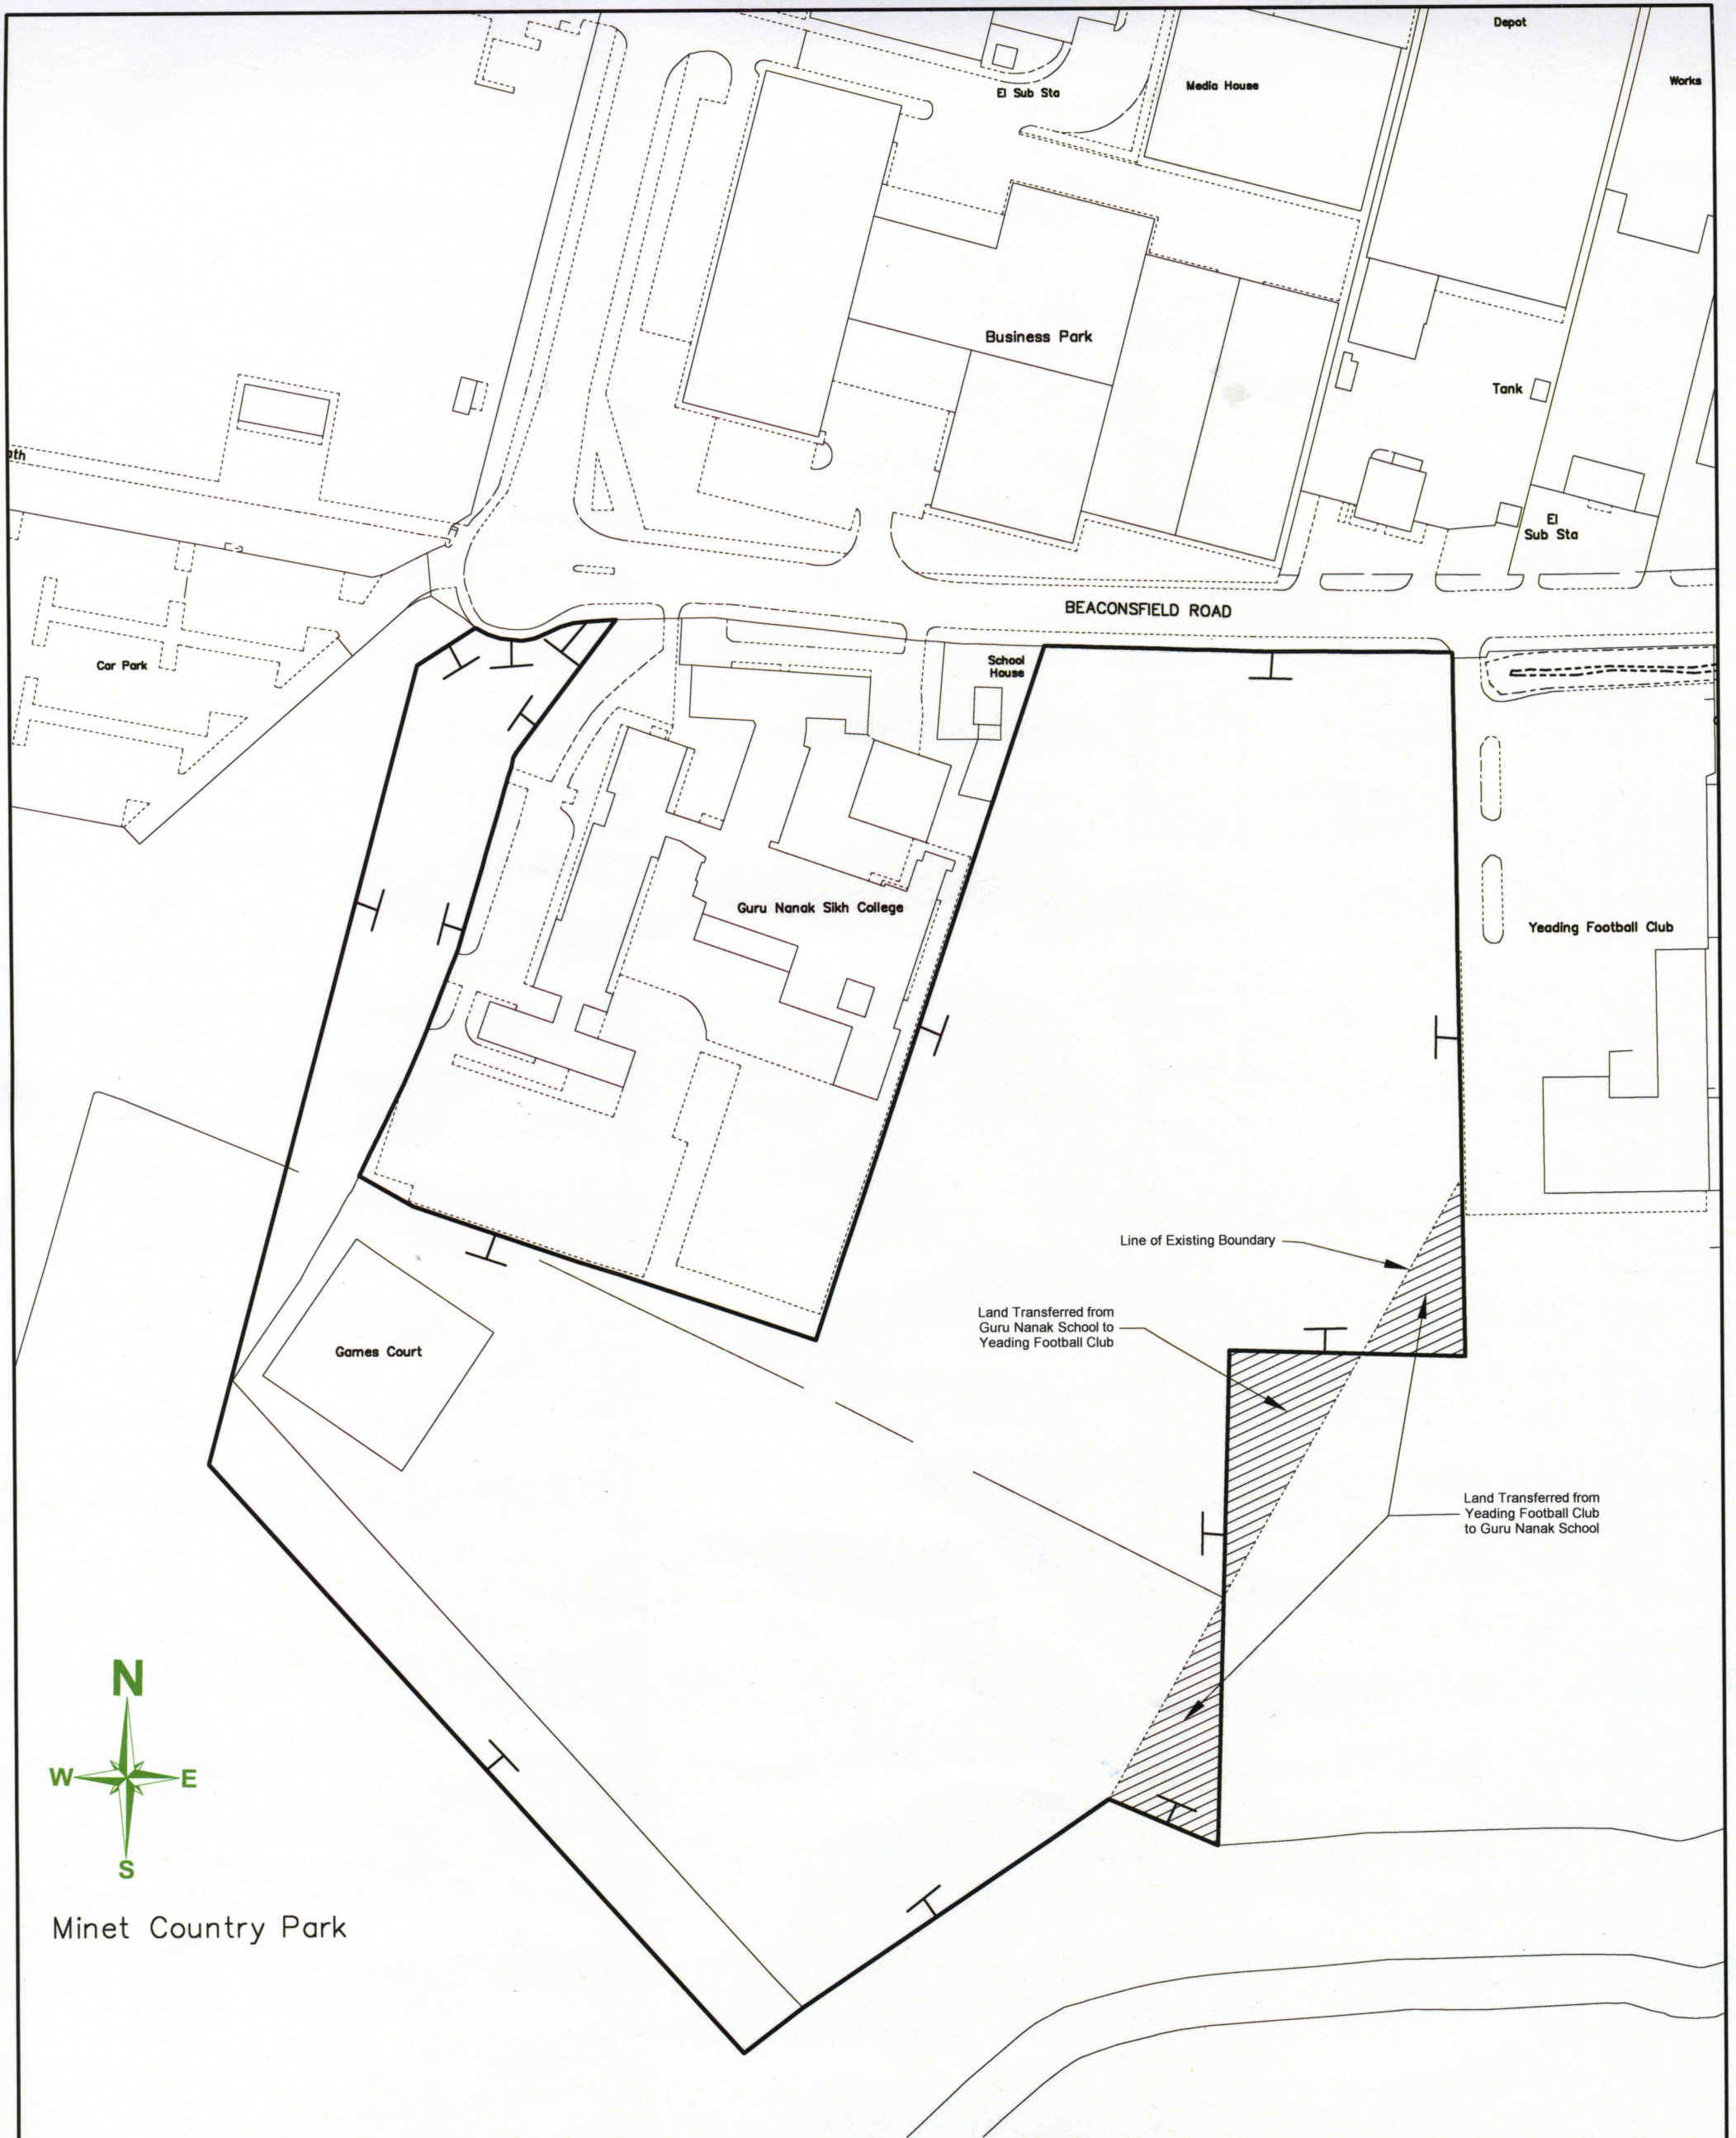 Depot
Works
Media House
El Sub Sta
Business Park
Tank
El
Sub Sta
BEACONSFIELD ROAD
Car Park
School
House
Guru Nanak Sikh College
Yeading Football Club
Line of Existing Boundary
Land Transferred from
Guru Nanak School to
Yeading Football Club
Games Court
Land Transferred from
Yeading Football Club
to Guru Nanak School
N
W
E
S
Minet Country Park